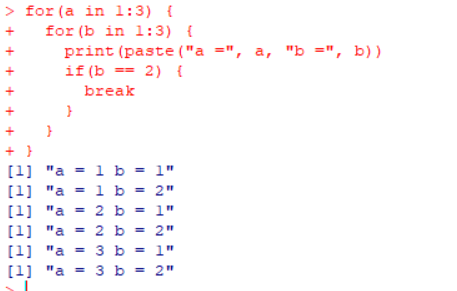 > for(a in 1:3) {
+   for(b in 1:3) {
+     print(paste("a =", a, "b =", b))
+     if(b == 2) {
+       break
+     }
+   }
+ }
[1] "a = 1 b = 1"
[1] "a = 1 b = 2"
[1] "a = 2 b = 1"
[1] "a = 2 b = 2"
[1] "a = 3 b = 1"
[1] "a = 3 b = 2"
>